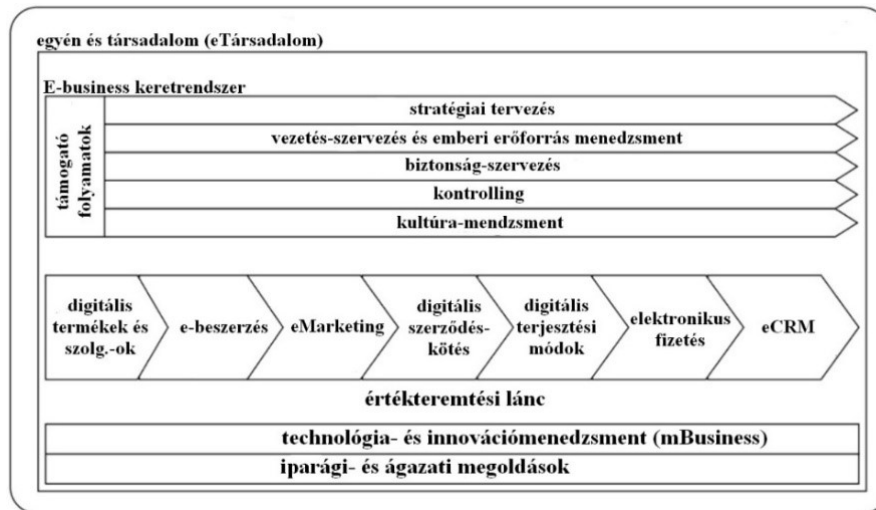 egyén és társadalom (eTársadalom)
E-business keretrendszer
támogató
folyamatok
stratégiai tervezés
vezetés-szervezés és emberi erőforrás menedzsment
biztonság-szervezés
kontrolling
kultúra-mendzsment
digitális
termékek és
szolg.-ok
e-beszerzés
eMarketing
digitális
szerződés-
kötés
digitális
terjesztési
módok
elektronikus
fizetés
eCRM
értékteremtési lánc
technológia- és innovációmenedzsment (mBusiness)
iparági- és ágazati megoldások